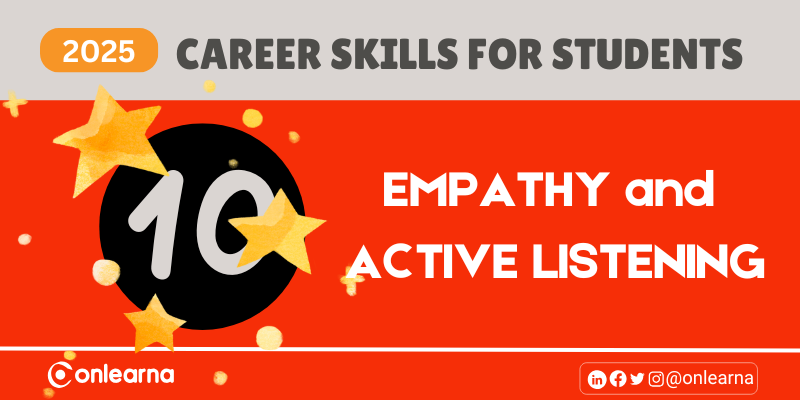 2025 CAREER SKILLS FOR STUDENTS
10
EMPATHY and
ACTIVE LISTENING
onlearna
@onlearna